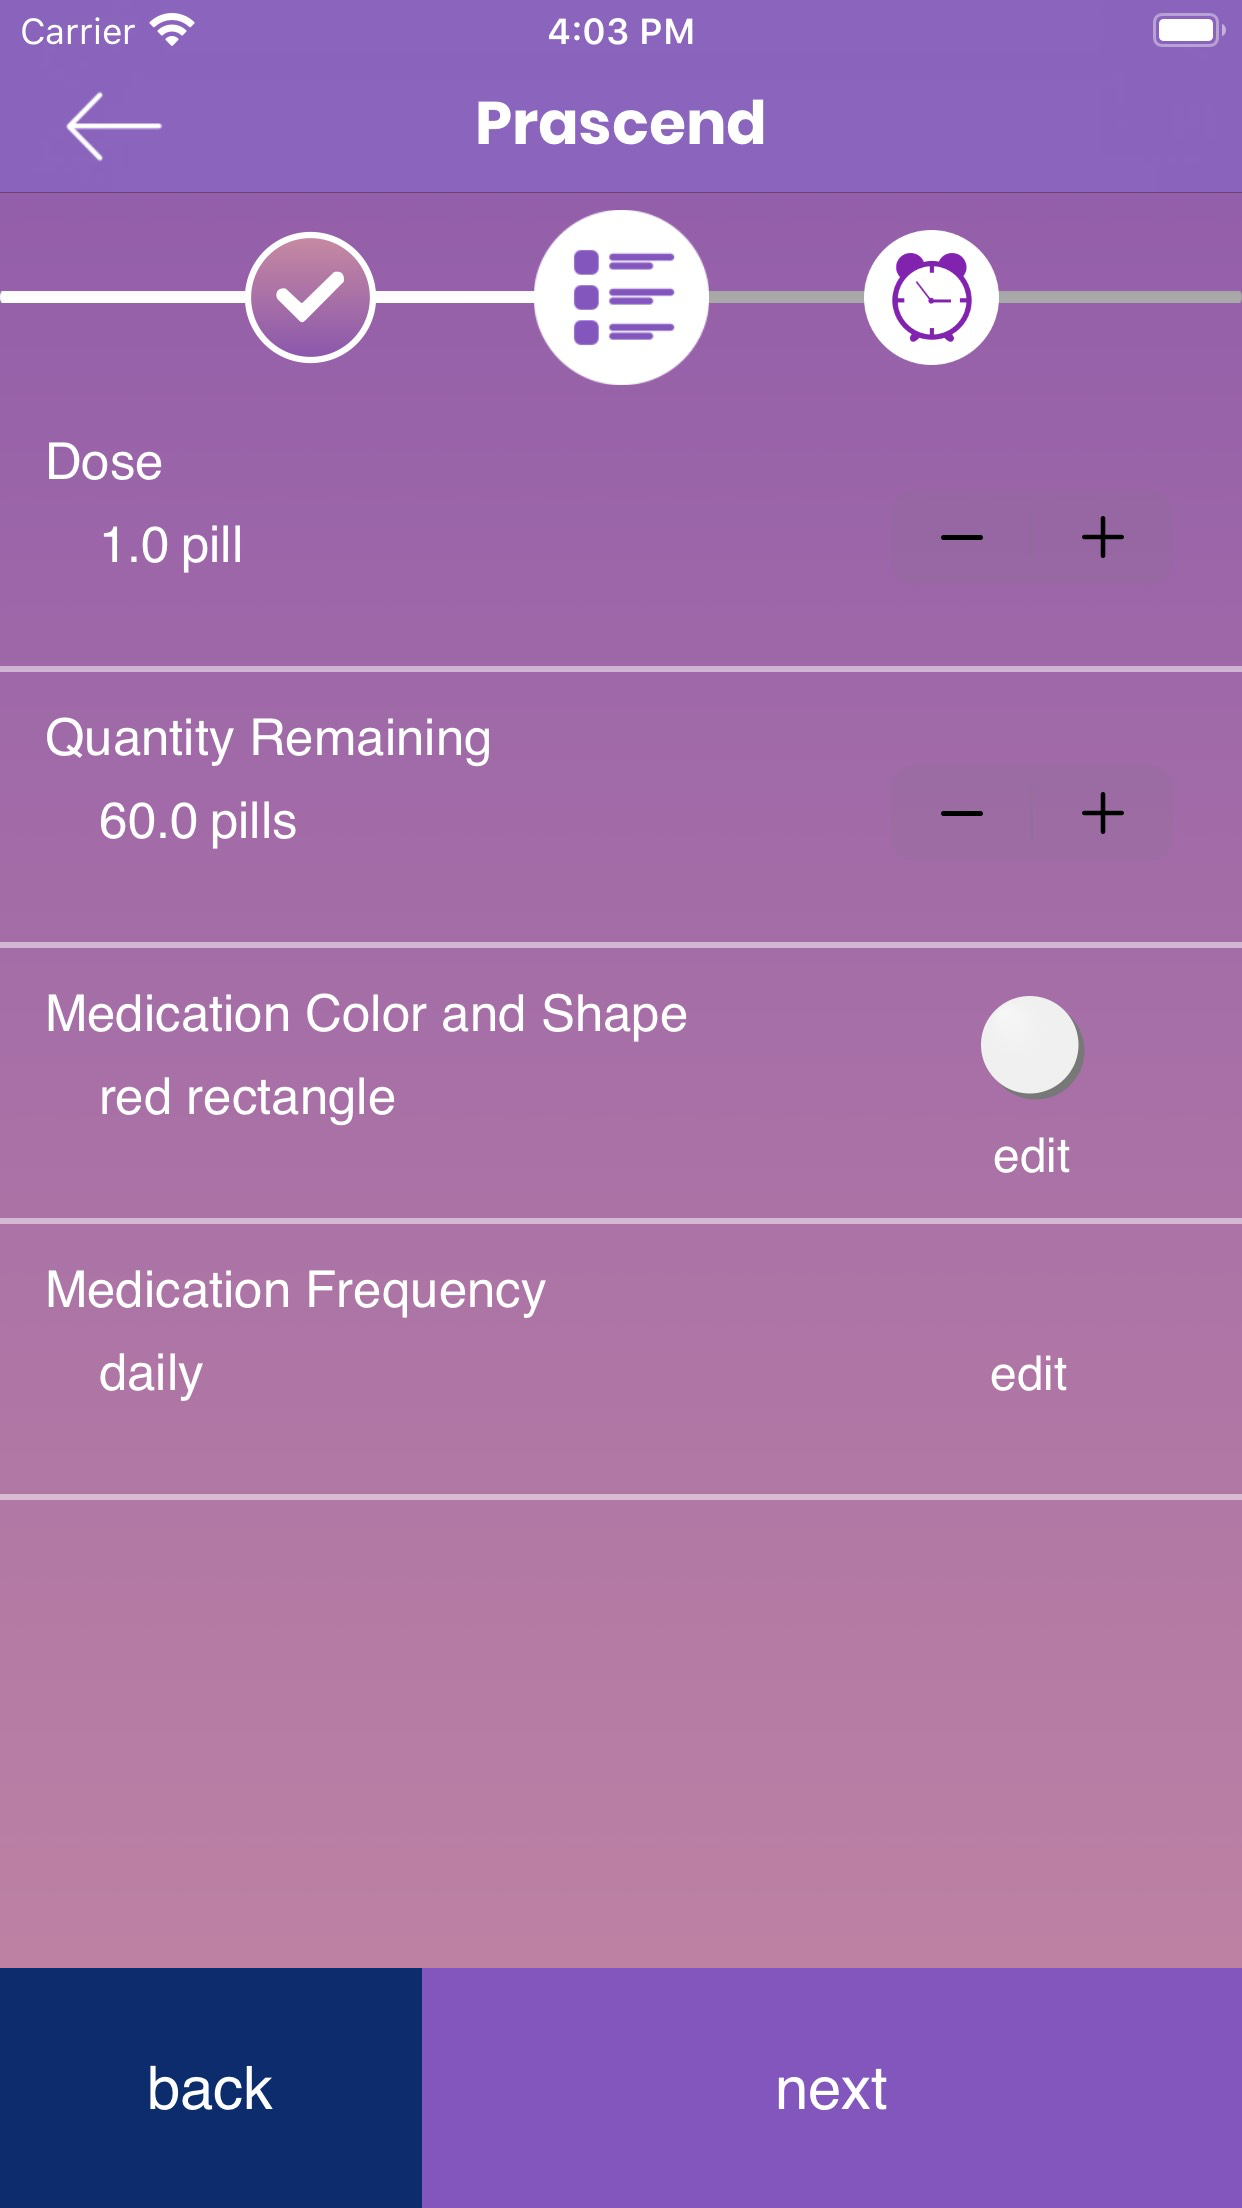 Carrier 4:03 PM
Prascend
Dose
1.0 pill
Quantity Remaining
60.0 pills
Medication Color and Shape
red rectangle
edit
Medication Frequency
daily
edit
back next